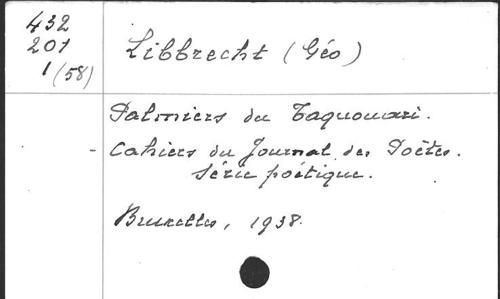 432
201
1 (58)
Libbrecht (Géo)
Palmiers du Taquouari.
- Cahiers du Journal des Poètes.
Série poétique.
Bruxelles, 1938.